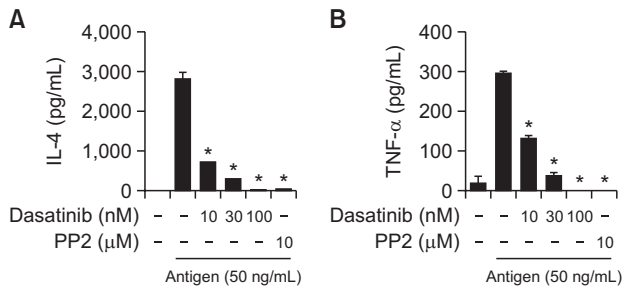 A
IL-4 (pg/mL)
4,000
3,000
2,000
1,000
0
* * * *
Dasatinib (nM) – – 10 30 100 –
PP2 (μM) – – – – – 10
Antigen (50 ng/mL)
B
TNF-α (pg/mL)
400
300
200
100
0
* * * *
Dasatinib (nM) – – 10 30 100 –
PP2 (μM) – – – – – 10
Antigen (50 ng/mL)